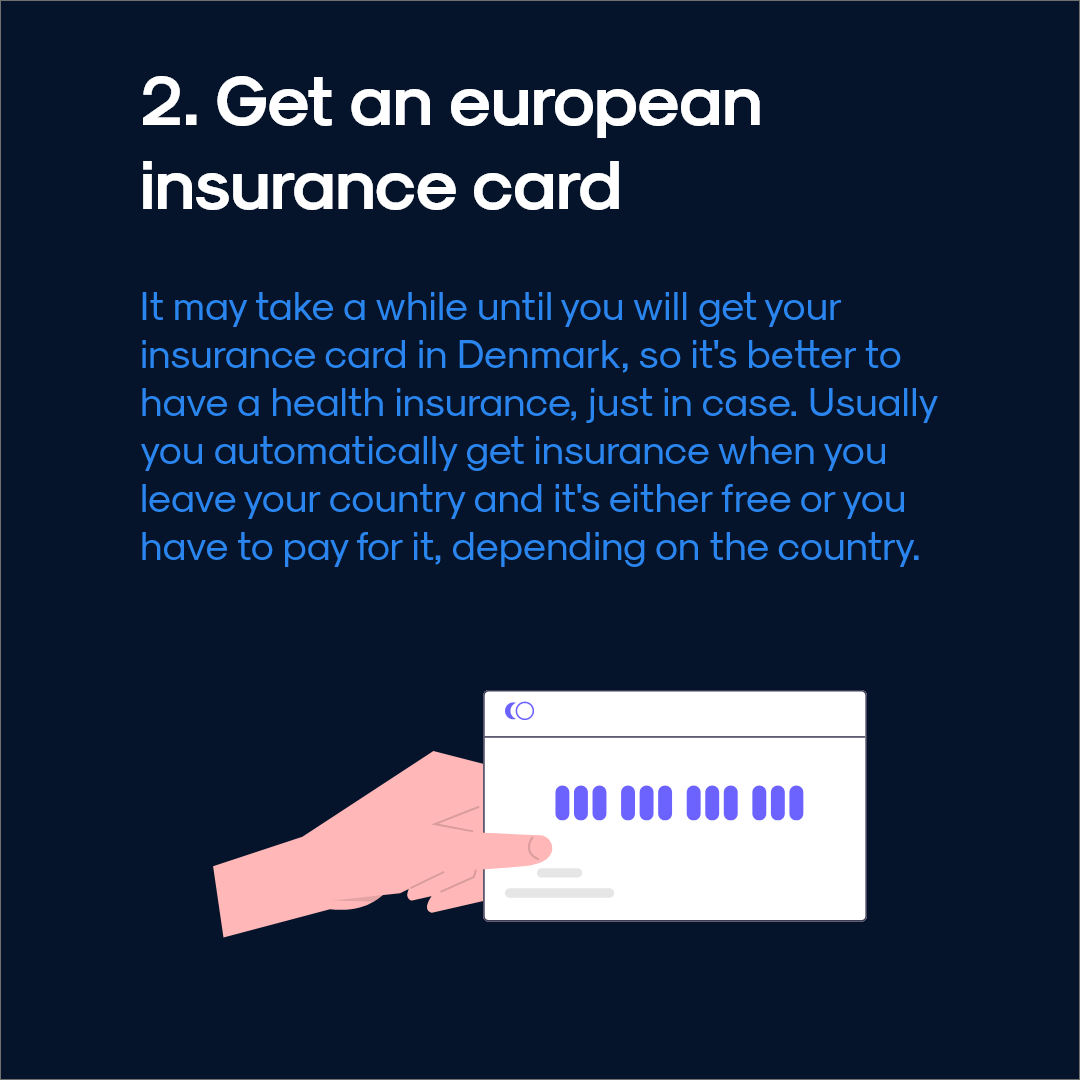 2. Get an european
insurance card
It may take a while until you will get your
insurance card in Denmark, so it's better to
have a health insurance, just in case. Usually
you automatically get insurance when you
leave your country and it's either free or you
have to pay for it, depending on the country.